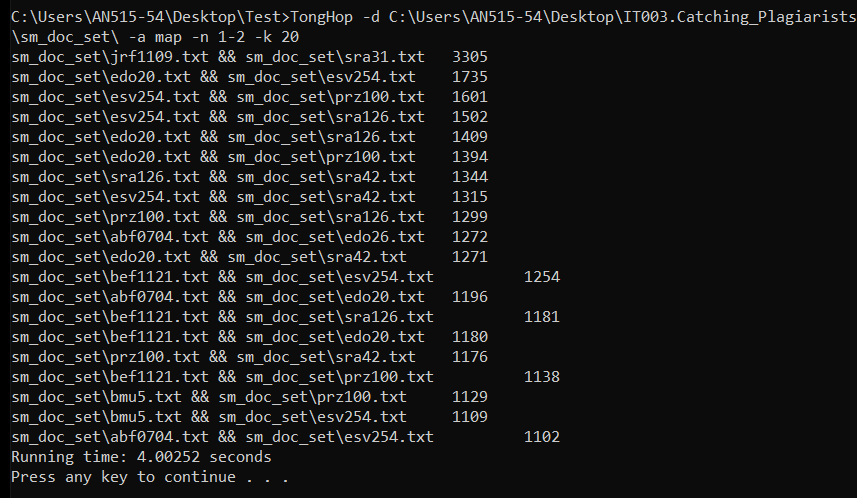 C:\Users\AN515-54\Desktop\Test>TongHop -d C:\Users\AN515-54\Desktop\IT003.Catching_Plagiarists
\sm_doc_set\ -a map -n 1-2 -k 20
sm_doc_set\jrf1109.txt && sm_doc_set\sra31.txt   3305
sm_doc_set\edo20.txt && sm_doc_set\esv254.txt   1735
sm_doc_set\esv254.txt && sm_doc_set\prz100.txt   1601
sm_doc_set\esv254.txt && sm_doc_set\sra126.txt   1502
sm_doc_set\edo20.txt && sm_doc_set\sra126.txt    1409
sm_doc_set\edo20.txt && sm_doc_set\prz100.txt    1394
sm_doc_set\sra126.txt && sm_doc_set\sra42.txt    1344
sm_doc_set\esv254.txt && sm_doc_set\sra42.txt    1315
sm_doc_set\prz100.txt && sm_doc_set\sra126.txt   1299
sm_doc_set\abf0704.txt && sm_doc_set\edo26.txt   1272
sm_doc_set\edo20.txt && sm_doc_set\sra42.txt     1271
sm_doc_set\bef1121.txt && sm_doc_set\esv254.txt          1254
sm_doc_set\abf0704.txt && sm_doc_set\edo20.txt   1196
sm_doc_set\bef1121.txt && sm_doc_set\sra126.txt          1181
sm_doc_set\bef1121.txt && sm_doc_set\edo20.txt   1180
sm_doc_set\prz100.txt && sm_doc_set\sra42.txt    1176
sm_doc_set\bef1121.txt && sm_doc_set\prz100.txt          1138
sm_doc_set\bmu5.txt && sm_doc_set\prz100.txt     1129
sm_doc_set\bmu5.txt && sm_doc_set\esv254.txt     1109
sm_doc_set\abf0704.txt && sm_doc_set\esv254.txt          1102
Running time: 4.00252 seconds
Press any key to continue . . .